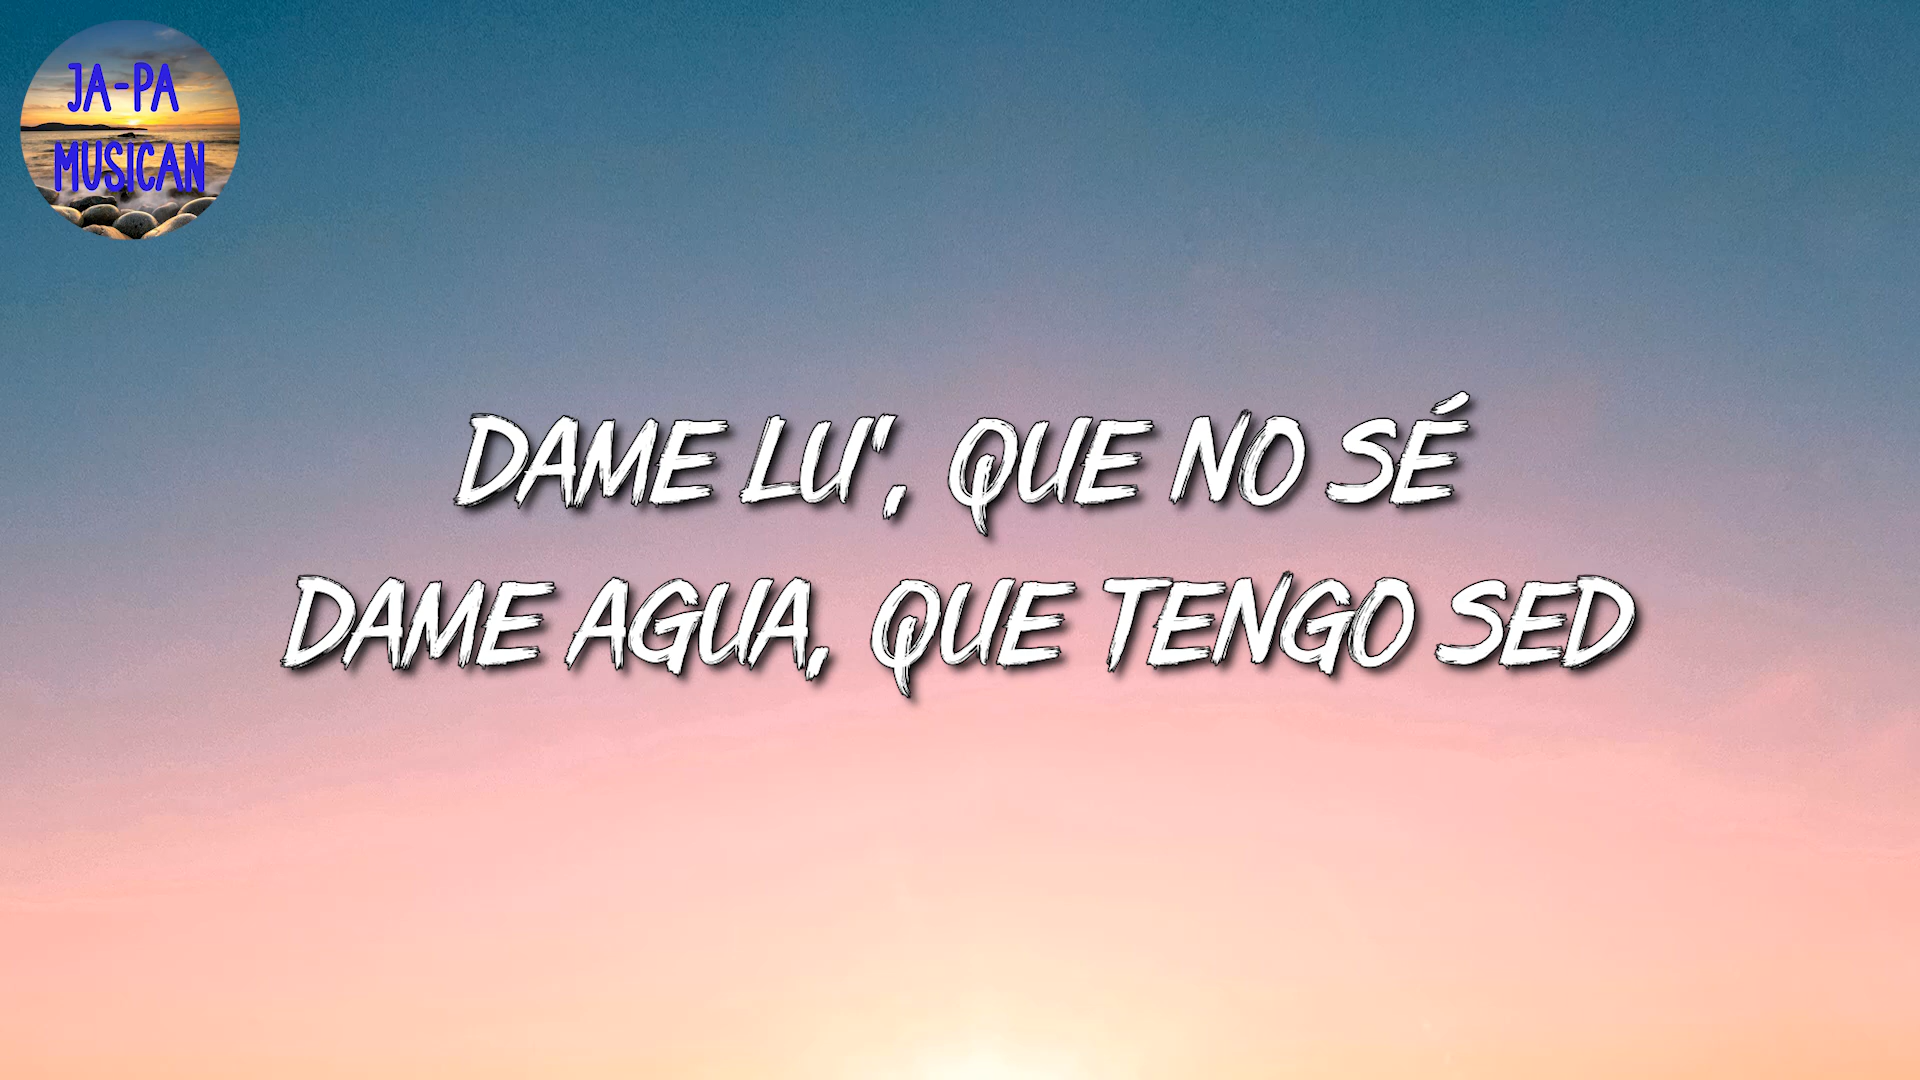 JA-PA
MUSICAN
DAME LU', QUE NO SÉ
DAME AGUA, QUE TENGO SED